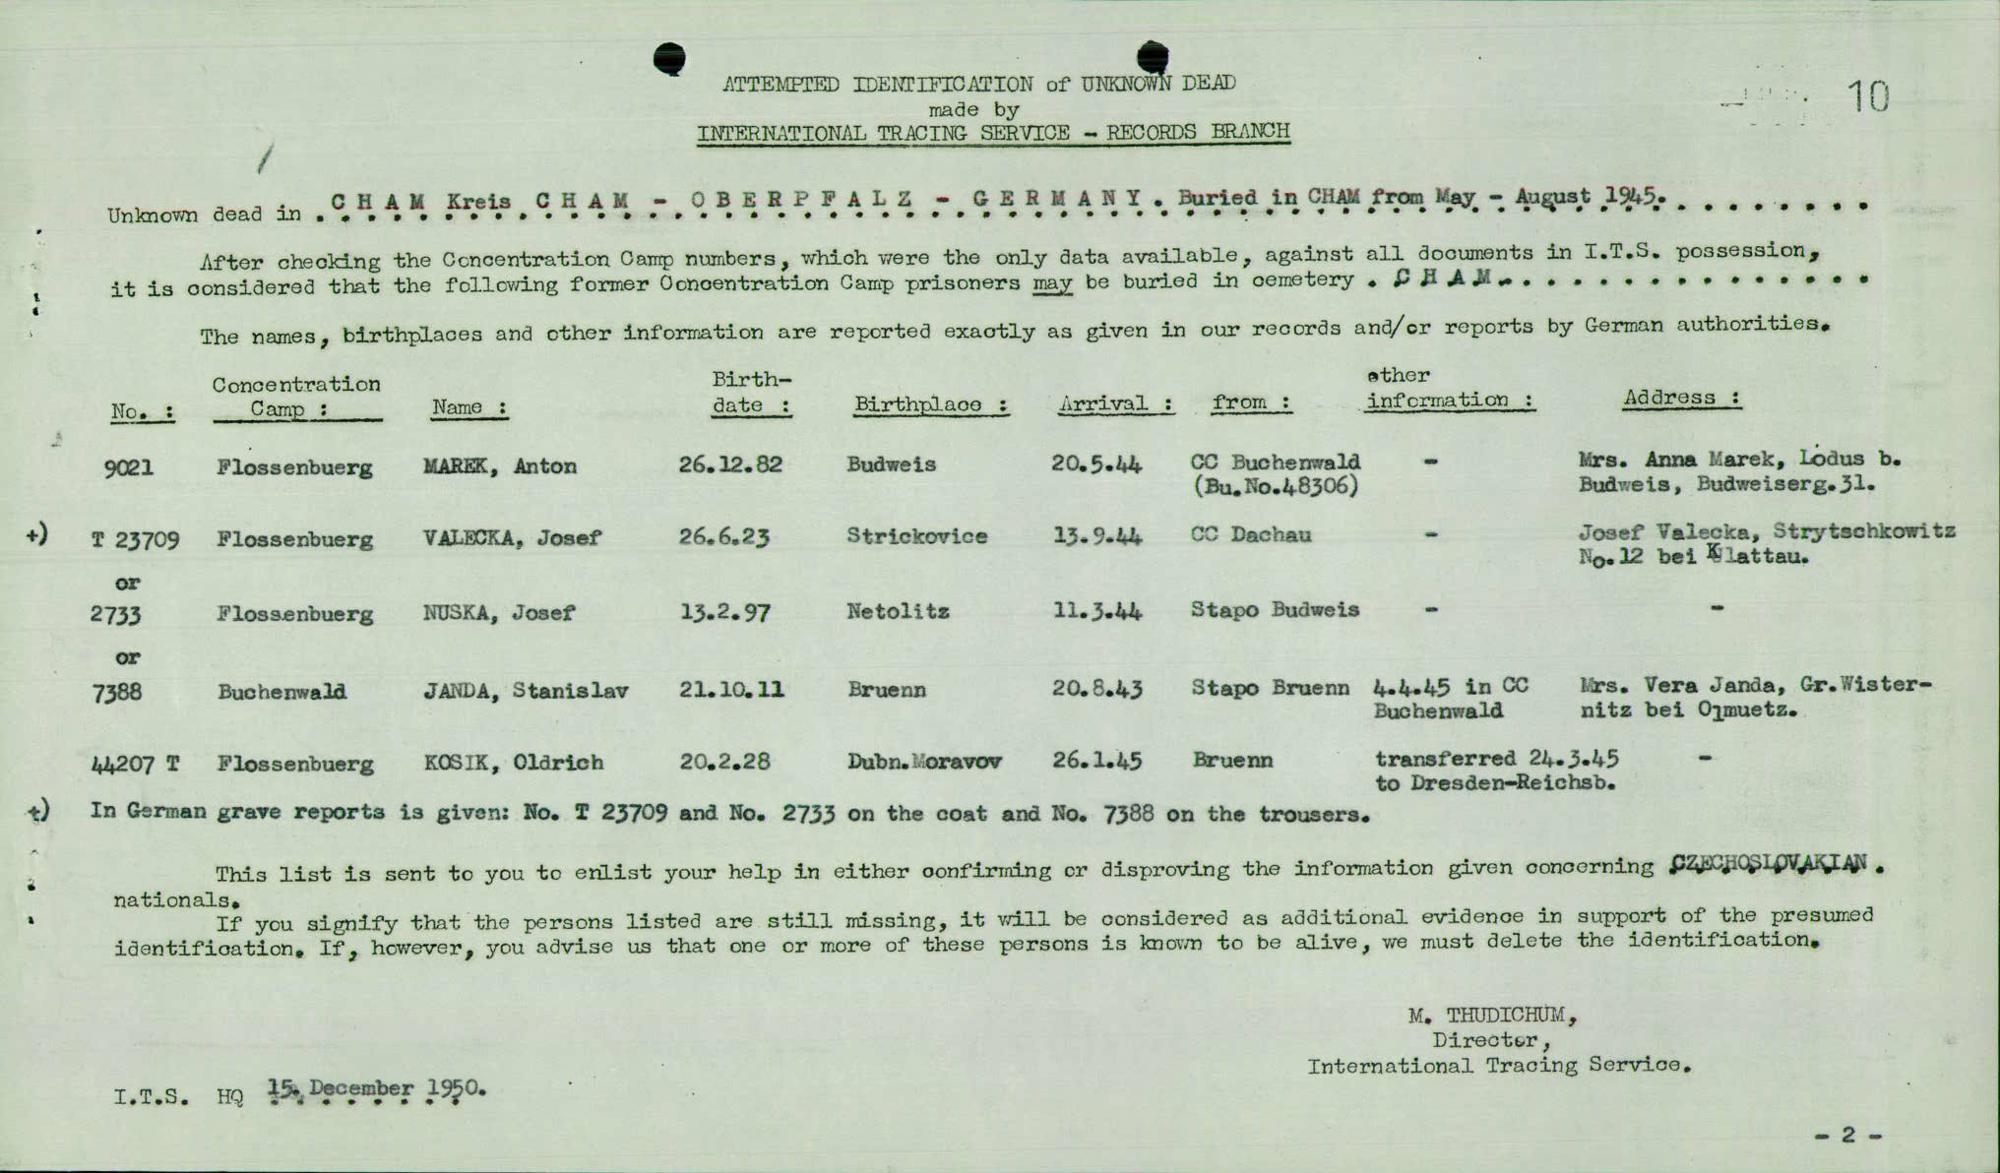 ATTEMPTED IDENTIFICATION of UNKNOWN DEAD
made by
INTERNATIONAL TRACING SERVICE - RECORDS BRANCH
10
Unknown dead in . C H A M Kreis C H A M - O B E R P F A L Z - G E R M A N Y . Buried in CHAM from May - August 1945. . . . . . . . .
After checking the Concentration Camp numbers, which were the only data available, against all documents in I.T.S. possession,
it is considered that the following former Concentration Camp prisoners may be buried in cemetery . C H A M. . . . . . . . . . . . . . .
The names, birthplaces and other information are reported exactly as given in our records and/or reports by German authorities.
No. : Concentration Camp : Name : Birth-date : Birthplace : Arrival : from : other information : Address :
9021 Flossenbuerg MAREK, Anton 26.12.82 Budweis 20.5.44 CC Buchenwald - Mrs. Anna Marek, Lodus b.
(Bu.No.48306) Budweis, Budweiserg.31.
+) T 23709 Flossenbuerg VALECKA, Josef 26.6.23 Strickovice 13.9.44 CC Dachau - Josef Valecka, Strytschkowitz
No.12 bei Klattau.
or
2733 Flossenbuerg NUSKA, Josef 13.2.97 Netolitz 11.3.44 Stapo Budweis - -
or
7388 Buchenwald JANDA, Stanislav 21.10.11 Bruenn 20.8.43 Stapo Bruenn 4.4.45 in CC Mrs. Vera Janda, Gr.Wister-
Buchenwald nitz bei Olmuetz.
44207 T Flossenbuerg KOSIK, Oldrich 20.2.28 Dubn.Moravov 26.1.45 Bruenn transferred 24.3.45 -
to Dresden-Reichsb.
+) In German grave reports is given: No. T 23709 and No. 2733 on the coat and No. 7388 on the trousers.
This list is sent to you to enlist your help in either confirming or disproving the information given concerning CZECHOSLOVAKIAN .
nationals.
If you signify that the persons listed are still missing, it will be considered as additional evidence in support of the presumed
identification. If, however, you advise us that one or more of these persons is known to be alive, we must delete the identification.
M. THUDICHUM,
Director,
International Tracing Service.
I.T.S. HQ 15. December 1950.
- 2 -